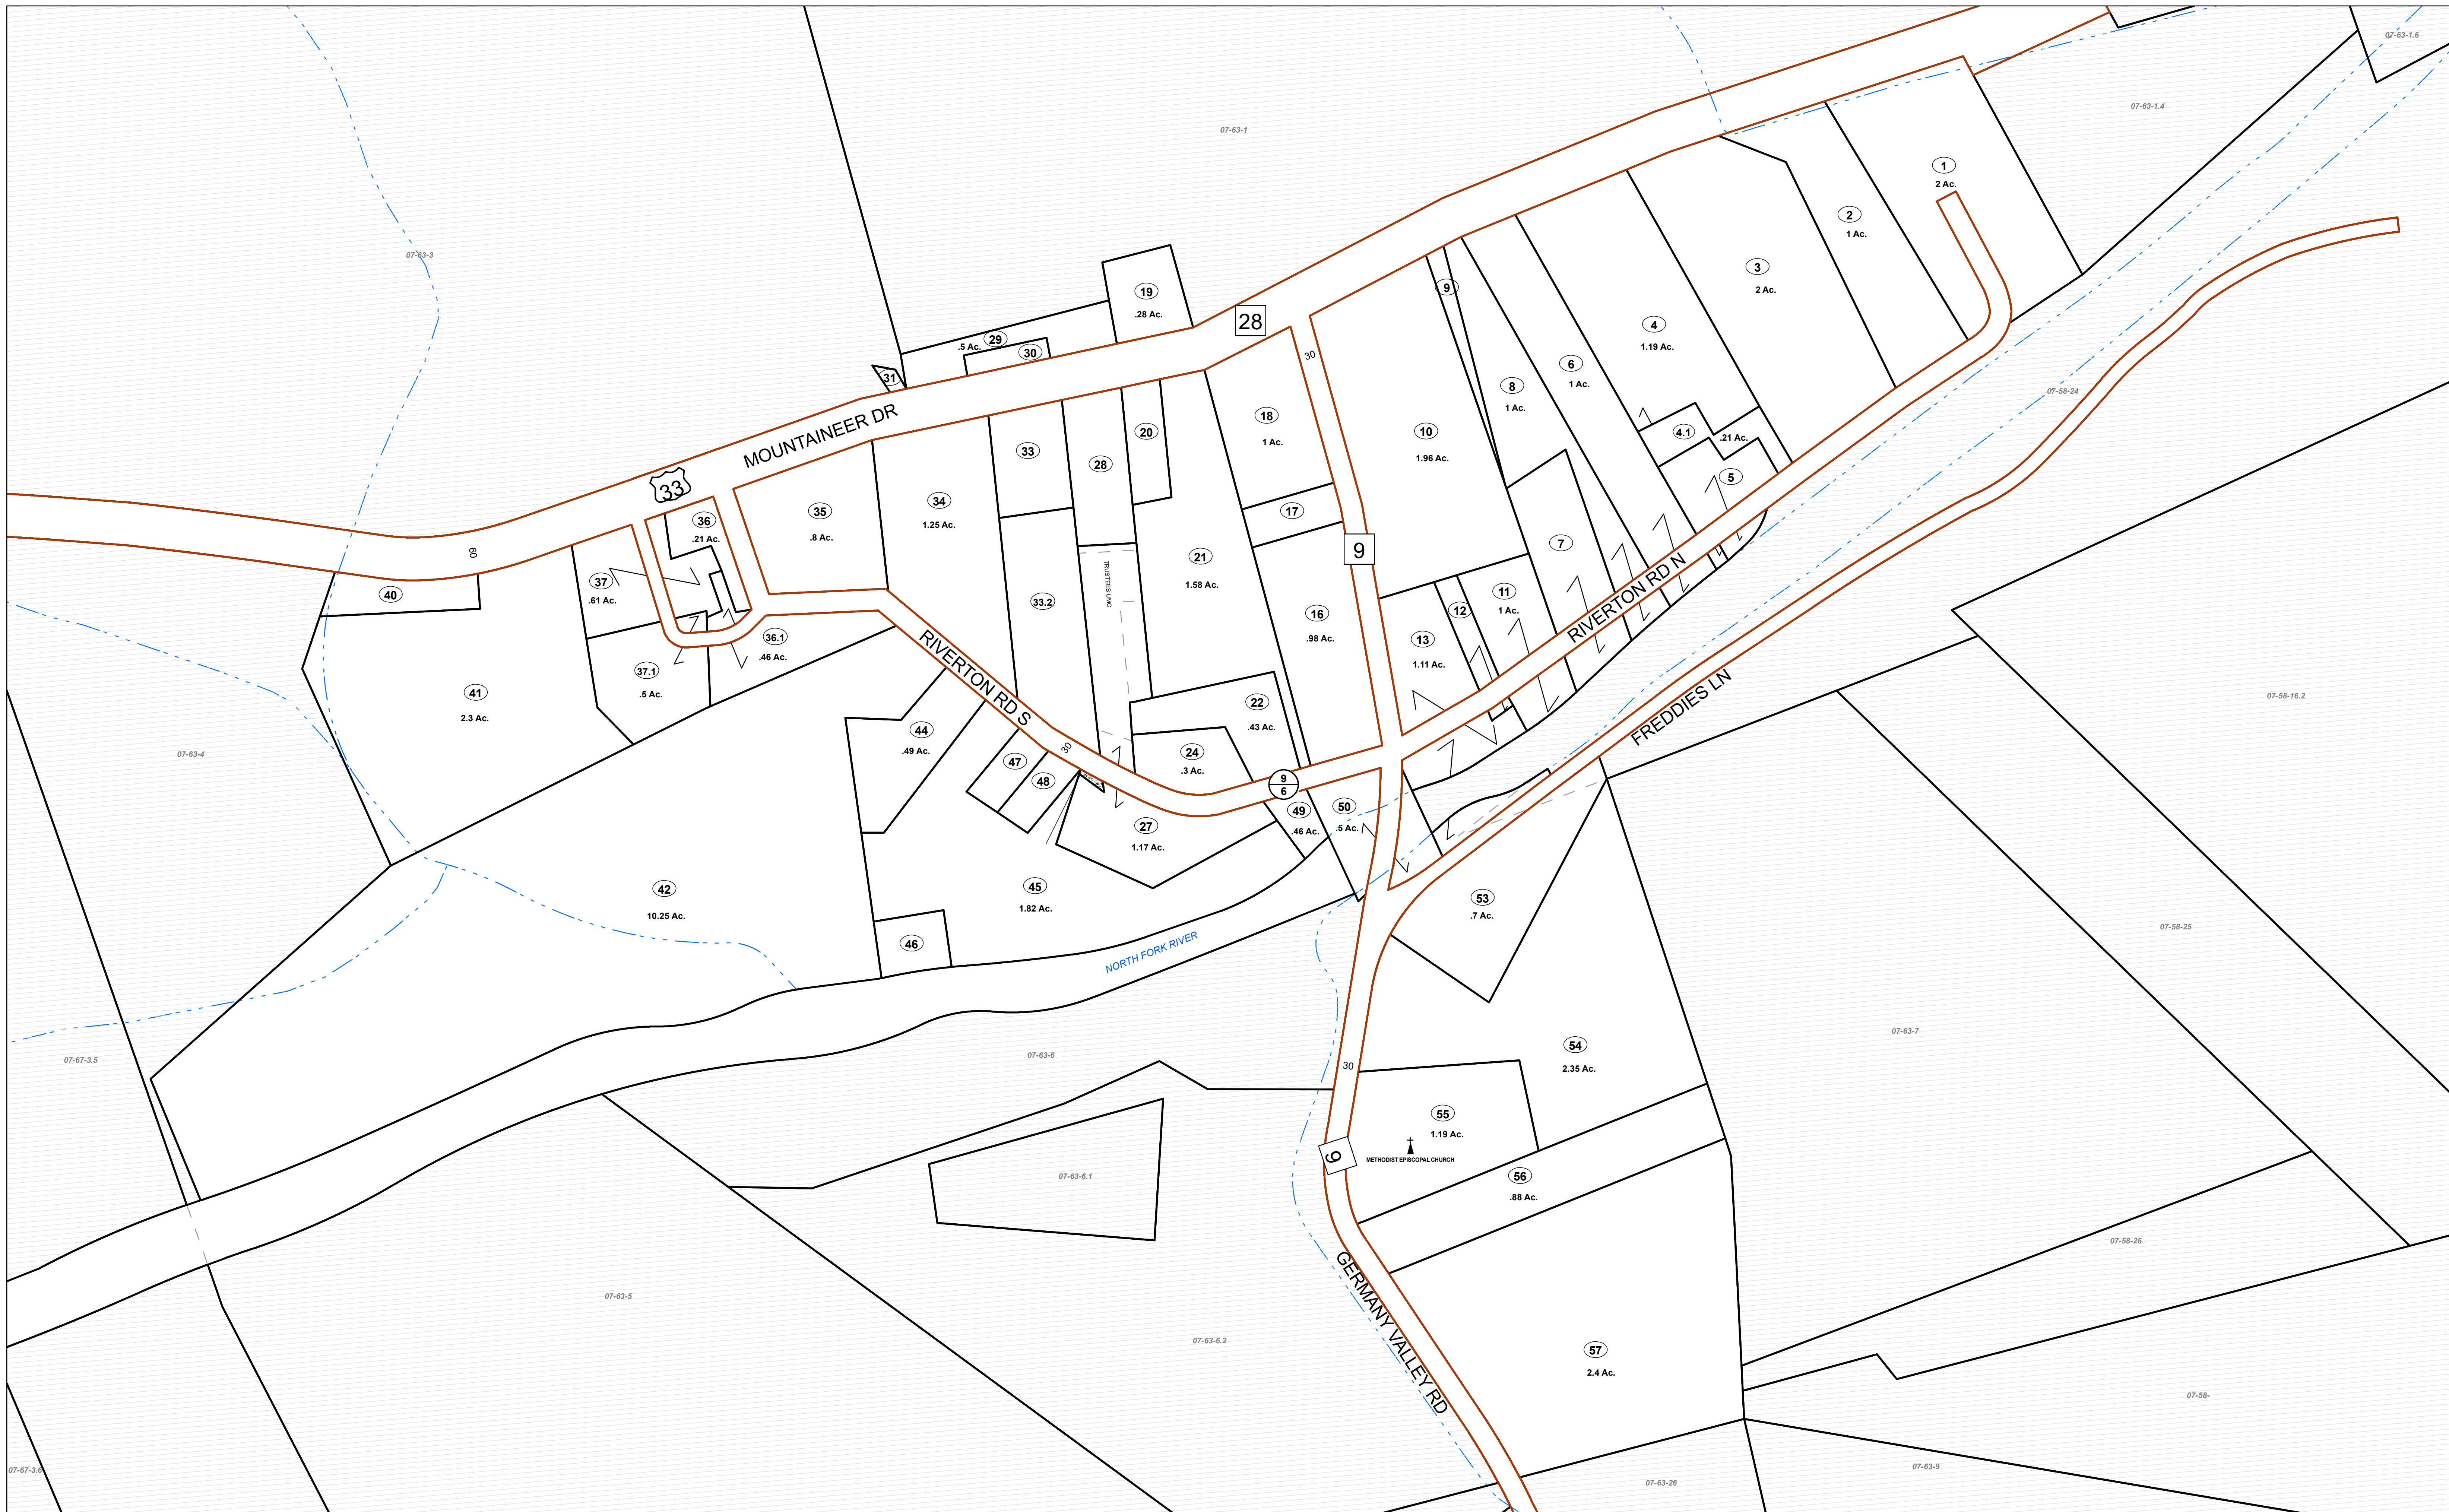 07-63-1.6
07-63-1.4
07-63-1
1
2 Ac.
2
1 Ac.
07-63-3
3
2 Ac.
9
19
.28 Ac.
28
4
1.19 Ac.
29
.5 Ac.
30
30
31
6
1 Ac.
8
1 Ac.
07-58-24
MOUNTAINEER DR
18
1 Ac.
10
1.96 Ac.
20
4.1
.21 Ac.
33
28
5
33
34
1.25 Ac.
35
.8 Ac.
17
36
.21 Ac.
60
9
7
21
1.58 Ac.
TRUSTEES UMC
37
.61 Ac.
40
33.2
16
.98 Ac.
12
11
1 Ac.
RIVERTON RD N
13
1.11 Ac.
36.1
.46 Ac.
37.1
.5 Ac.
RIVERTON RD S
41
2.3 Ac.
07-58-16.2
22
.43 Ac.
FREDDIES LN
44
.49 Ac.
07-63-4
24
.3 Ac.
30
47
48
9
6
49
.46 Ac.
50
.5 Ac.
27
1.17 Ac.
42
10.25 Ac.
45
1.82 Ac.
53
.7 Ac.
07-58-25
46
NORTH FORK RIVER
07-63-7
54
2.35 Ac.
07-67-3.5
07-63-6
30
55
1.19 Ac.
METHODIST EPISCOPAL CHURCH
9
07-63-6.1
56
.88 Ac.
07-58-26
07-63-5
GERMANY VALLEY RD
07-63-6.2
57
2.4 Ac.
07-58-
07-67-3.6
07-63-9
07-63-26